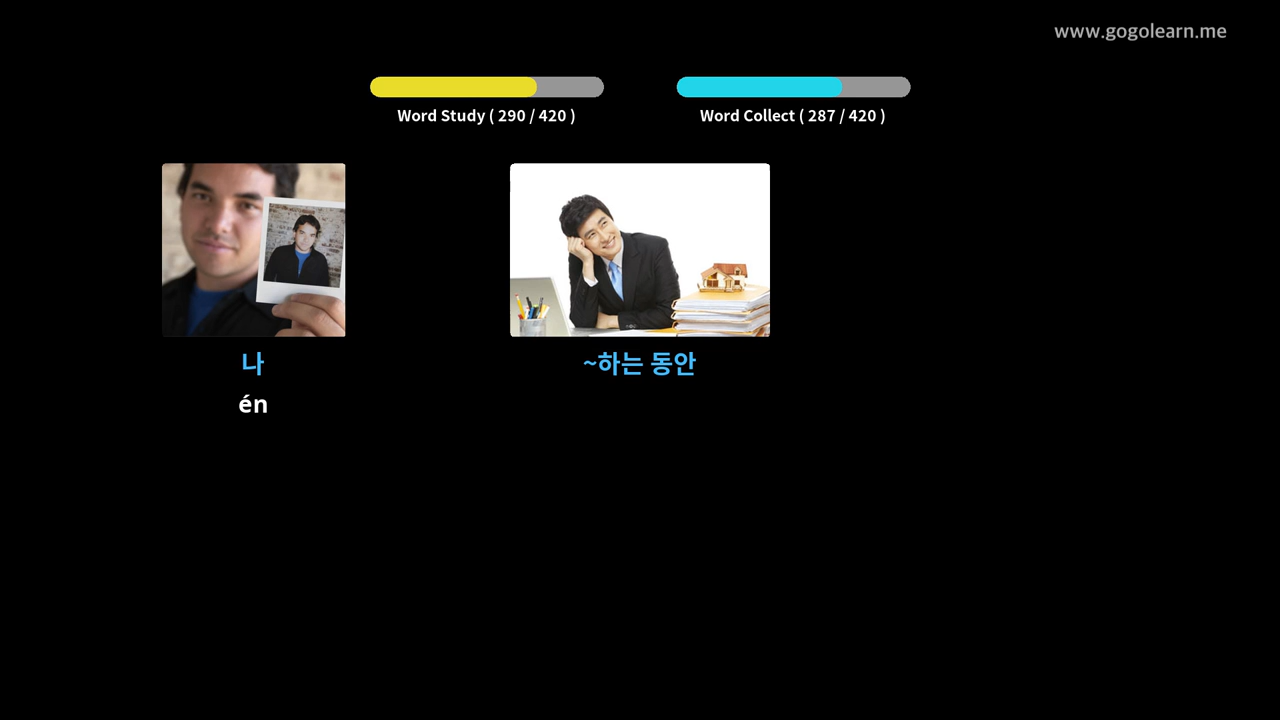 www.gogolearn.me
Word Study ( 290 / 420 )
Word Collect ( 287 / 420 )
나
~하는 동안
én